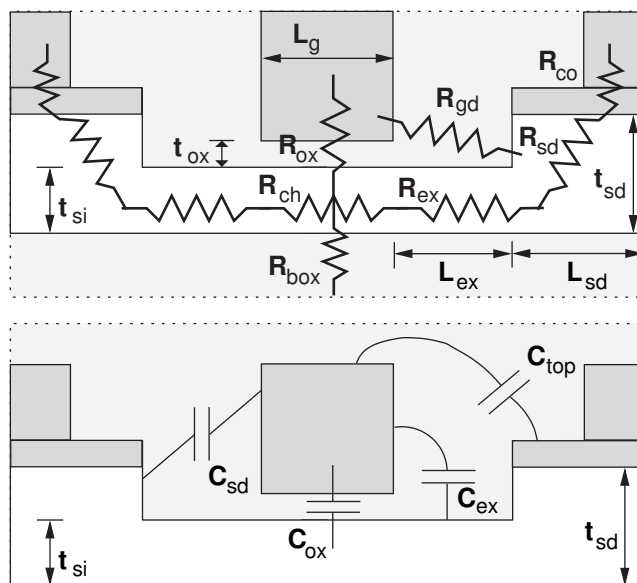 L_g
R_co
R_gd
t_ox
R_ox
R_sd
t_si
R_ch
R_ex
t_sd
R_box
L_ex
L_sd
C_top
C_sd
C_ex
C_ox
t_si
t_sd